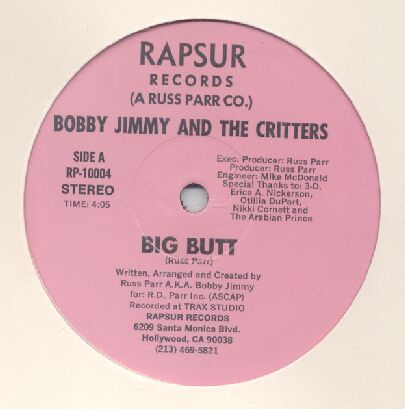 RAPSUR
RECORDS
(A RUSS PARR CO.)
BOBBY JIMMY AND THE CRITTERS
SIDE A
RP-10004
STEREO
TIME: 4:05
Exec. Producer: Russ Parr
Producer: Russ Parr
Engineer: Mike McDonald
Special Thanks to: 3-D,
Erica A. Nickerson,
Otillia DuPart,
Nikki Cornett and
The Arabian Prince
BIG BUTT
(Russ Parr)
Written, Arranged and Created by
Russ Parr A.K.A. Bobby Jimmy
for: R.D. Parr Inc. (ASCAP)
Recorded at TRAX STUDIO
RAPSUR RECORDS
6209 Santa Monica Blvd.
Hollywood, CA 90038
(213) 469-5821